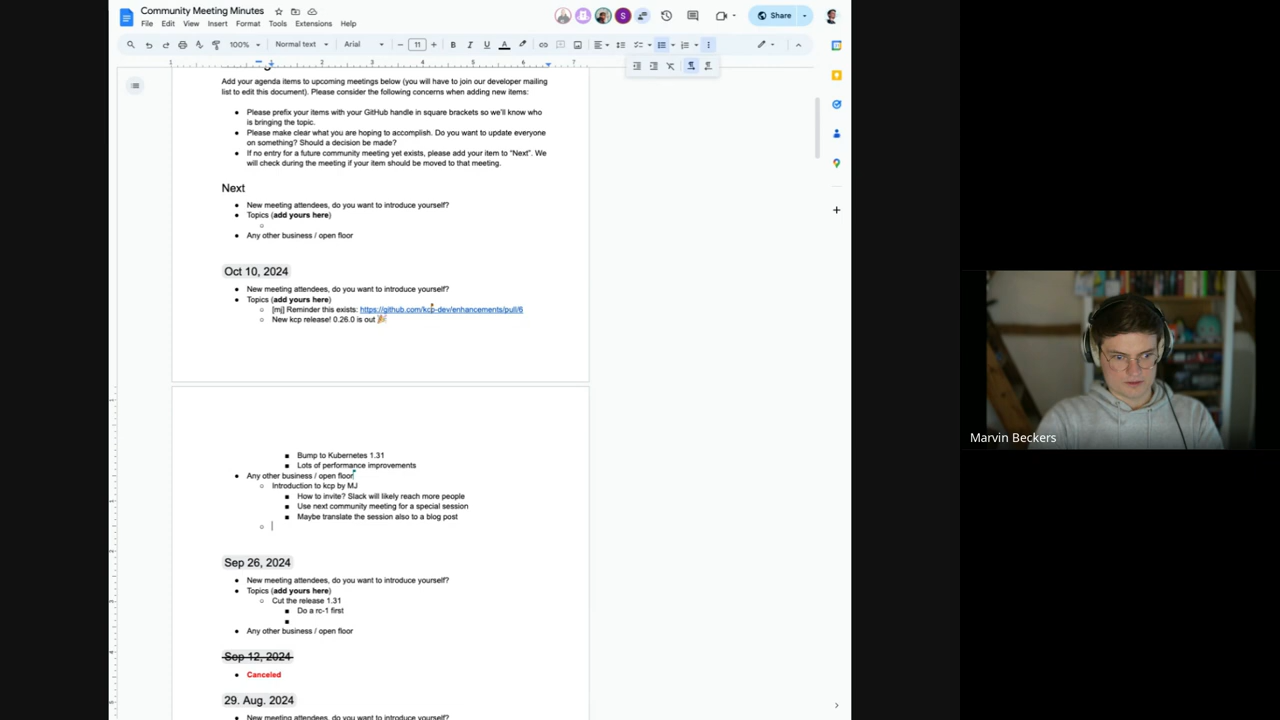 Community Meeting Minutes
File Edit View Insert Format Tools Extensions Help
S
Share
100% Normal text Arial 11
Add your agenda items to upcoming meetings below (you will have to join our developer mailing
list to edit this document). Please consider the following concerns when adding new items:
Please prefix your items with your GitHub handle in square brackets so we'll know who
is bringing the topic.
Please make clear what you are hoping to accomplish. Do you want to update everyone
on something? Should a decision be made?
If no entry for a future community meeting yet exists, please add your item to "Next". We
will check during the meeting if your item should be moved to that meeting.
Next
New meeting attendees, do you want to introduce yourself?
Topics (add yours here)
Any other business / open floor
Oct 10, 2024
New meeting attendees, do you want to introduce yourself?
Topics (add yours here)
[mj] Reminder this exists: https://github.com/kcp-dev/enhancements/pull/6
New kcp release! 0.26.0 is out 🎉
Bump to Kubernetes 1.31
Lots of performance improvements
Any other business / open floor
Introduction to kcp by MJ
How to invite? Slack will likely reach more people
Use next community meeting for a special session
Maybe translate the session also to a blog post
Sep 26, 2024
New meeting attendees, do you want to introduce yourself?
Topics (add yours here)
Cut the release 1.31
Do a rc-1 first
Any other business / open floor
Sep 12, 2024
Canceled
29. Aug. 2024
New meeting attendees, do you want to introduce yourself?
Marvin Beckers